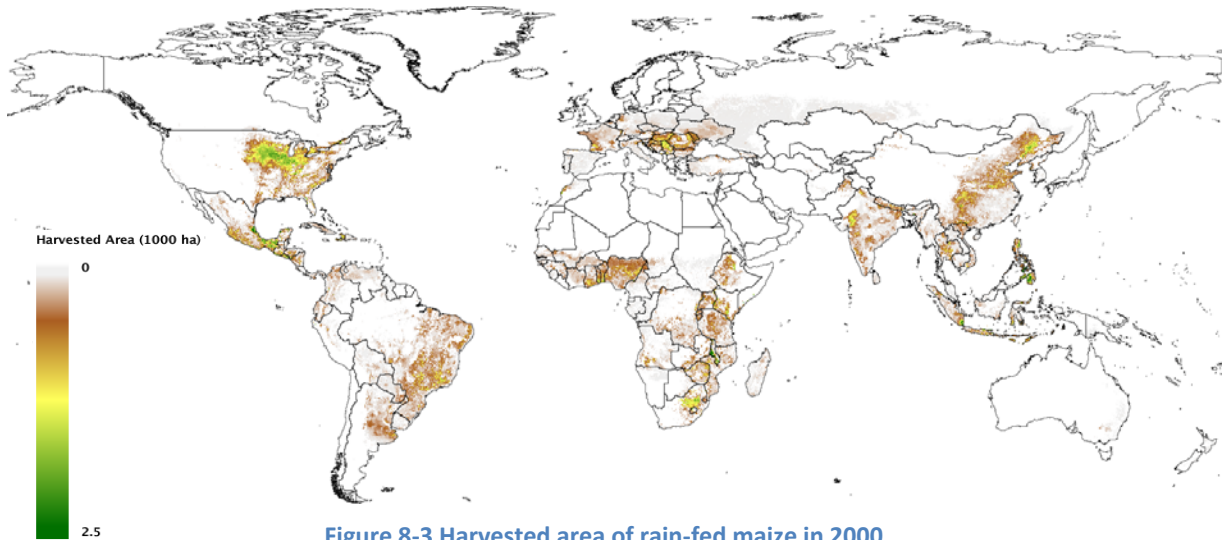 Harvested Area (1000 ha)
0
2.5
Figure 8-3 Harvested area of rain-fed maize in 2000